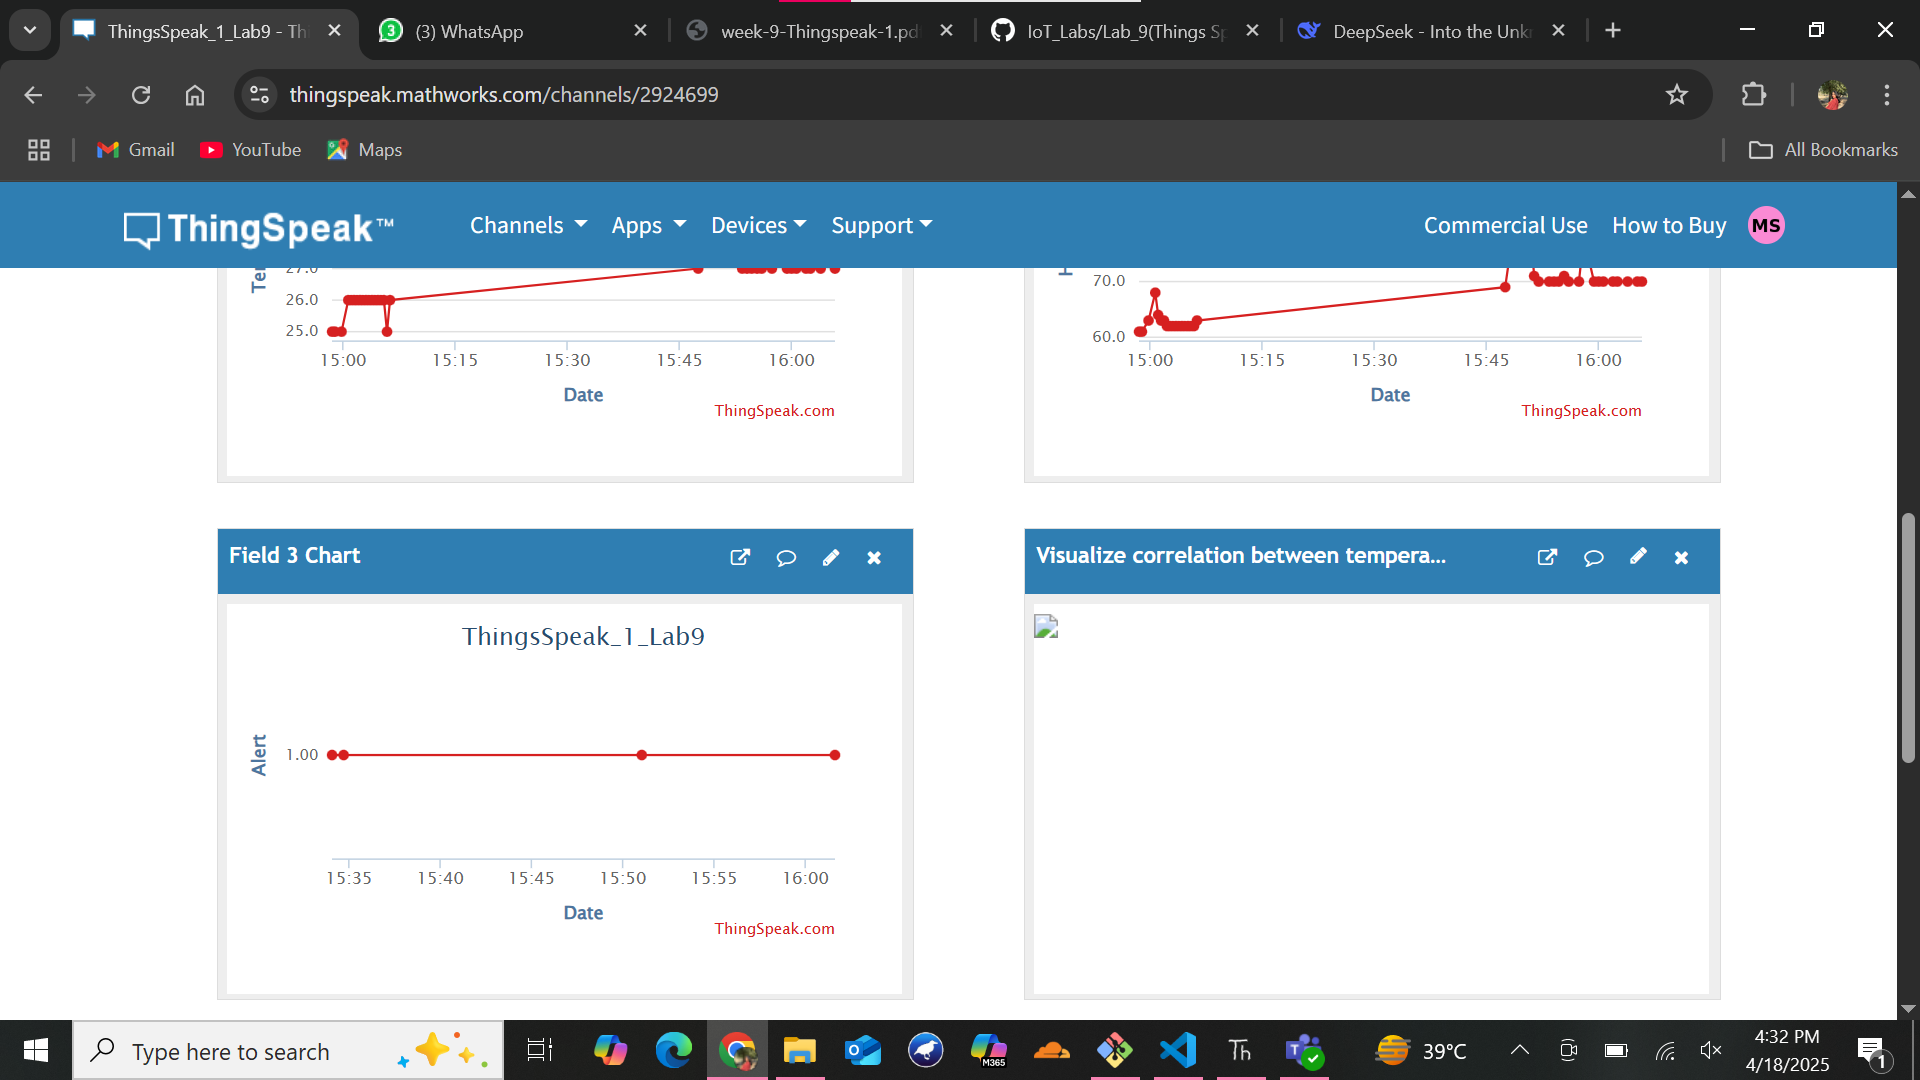 ThingsSpeak_1_Lab9 - Thi
(3) WhatsApp
week-9-Thingspeak-1.pdf
IoT_Labs/Lab_9(Things Sp
DeepSeek - Into the Unkn
thingspeak.mathworks.com/channels/2924699
Gmail
YouTube
Maps
All Bookmarks
ThingSpeak™
Channels
Apps
Devices
Support
Commercial Use
How to Buy
MS
27.0
26.0
25.0
15:00 15:15 15:30 15:45 16:00
Date
ThingSpeak.com
70.0
60.0
15:00 15:15 15:30 15:45 16:00
Date
ThingSpeak.com
Field 3 Chart
ThingsSpeak_1_Lab9
Alert
1.00
15:35 15:40 15:45 15:50 15:55 16:00
Date
ThingSpeak.com
Visualize correlation between tempera...
Type here to search
M365
Th
39°C
4:32 PM
4/18/2025
1